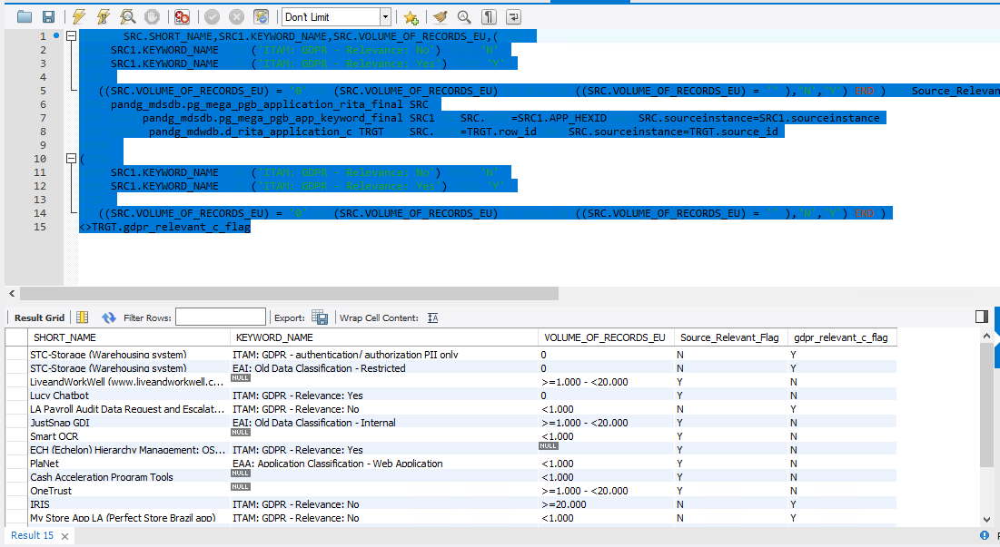 Don't Limit
1 SRC.SHORT_NAME,SRC1.KEYWORD_NAME,SRC.VOLUME_OF_RECORDS_EU,(
2 SRC1.KEYWORD_NAME ('ITAM: GDPR - Relevance: No') 'N'
3 SRC1.KEYWORD_NAME ('ITAM: GDPR - Relevance: Yes') 'Y'
4
5 ((SRC.VOLUME_OF_RECORDS_EU) = '0' (SRC.VOLUME_OF_RECORDS_EU) ((SRC.VOLUME_OF_RECORDS_EU) = '' ),'N','Y') END ) Source_Relevan
6 pandg_mdsdb.pg_mega_pgb_application_rita_final SRC
7 pandg_mdsdb.pg_mega_pgb_app_keyword_final SRC1 SRC. =SRC1.APP_HEXID SRC.sourceinstance=SRC1.sourceinstance
8 pandg_mdwdb.d_rita_application_c TRGT SRC. =TRGT.row_id SRC.sourceinstance=TRGT.source_id
9
10 (
11 SRC1.KEYWORD_NAME ('ITAM: GDPR - Relevance: No') 'N'
12 SRC1.KEYWORD_NAME ('ITAM: GDPR - Relevance: Yes') 'Y'
13
14 ((SRC.VOLUME_OF_RECORDS_EU) = '0' (SRC.VOLUME_OF_RECORDS_EU) ((SRC.VOLUME_OF_RECORDS_EU) = '' ),'N','Y') END )
15 <>TRGT.gdpr_relevant_c_flag
Result Grid Filter Rows: Export: Wrap Cell Content:
SHORT_NAME KEYWORD_NAME VOLUME_OF_RECORDS_EU Source_Relevant_Flag gdpr_relevant_c_flag
STC-Storage (Warehousing system) ITAM: GDPR - authentication/ authorization PII only 0 N Y
STC-Storage (Warehousing system) EAI: Old Data Classification - Restricted 0 N Y
LiveandWorkWell (www.liveandworkwell.c... NULL >=1.000 - <20.000 Y N
Lucy Chatbot ITAM: GDPR - Relevance: Yes 0 Y N
LA Payroll Audit Data Request and Escalat... ITAM: GDPR - Relevance: No <1.000 N Y
JustSnap GDI EAI: Old Data Classification - Internal >=1.000 - <20.000 Y N
Smart OCR NULL <1.000 Y N
ECH (Echelon) Hierarchy Management: OS... ITAM: GDPR - Relevance: Yes NULL Y N
PlaNet EAA: Application Classification - Web Application <1.000 Y N
Cash Acceleration Program Tools NULL <1.000 Y N
OneTrust NULL >=1.000 - <20.000 Y N
IRIS ITAM: GDPR - Relevance: No >=20.000 N Y
My Store App LA (Perfect Store Brazil app) ITAM: GDPR - Relevance: No <1.000 N Y
Result 15